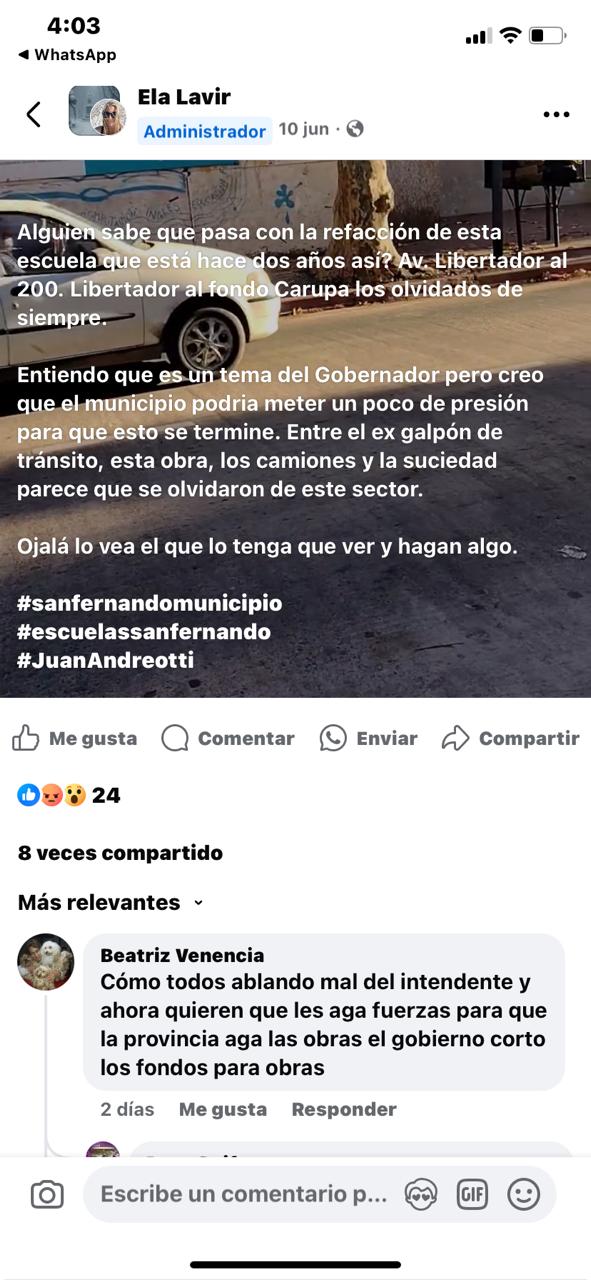 4:03
WhatsApp
Ela Lavir
Administrador 10 jun ·
Alguien sabe que pasa con la refacción de esta
escuela que está hace dos años así? Av. Libertador al
200. Libertador al fondo Carupa los olvidados de
siempre.
Entiendo que es un tema del Gobernador pero creo
que el municipio podria meter un poco de presión
para que esto se termine. Entre el ex galpón de
tránsito, esta obra, los camiones y la suciedad
parece que se olvidaron de este sector.
Ojalá lo vea el que lo tenga que ver y hagan algo.
#sanfernandomunicipio
#escuelassanfernando
#JuanAndreotti
Me gusta Comentar Enviar Compartir
24
8 veces compartido
Más relevantes
Beatriz Venencia
Cómo todos ablando mal del intendente y
ahora quieren que les aga fuerzas para que
la provincia aga las obras el gobierno corto
los fondos para obras
2 días Me gusta Responder
Escribe un comentario p...
GIF